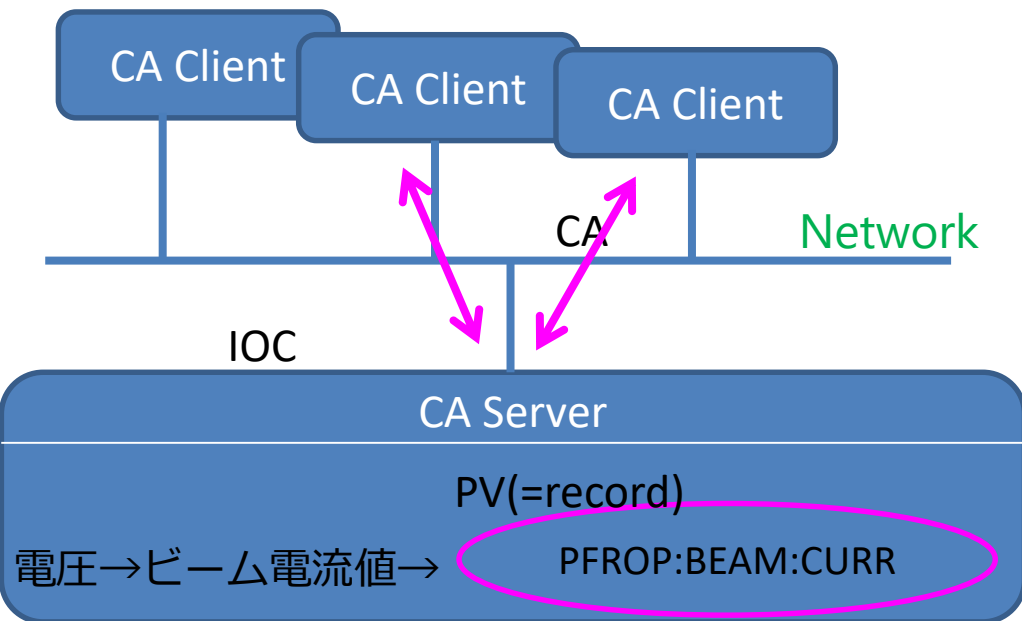 CA Client
CA Client
CA Client
CA
Network
IOC
CA Server
PV(=record)
電圧→ビーム電流値→ PFROP:BEAM:CURR